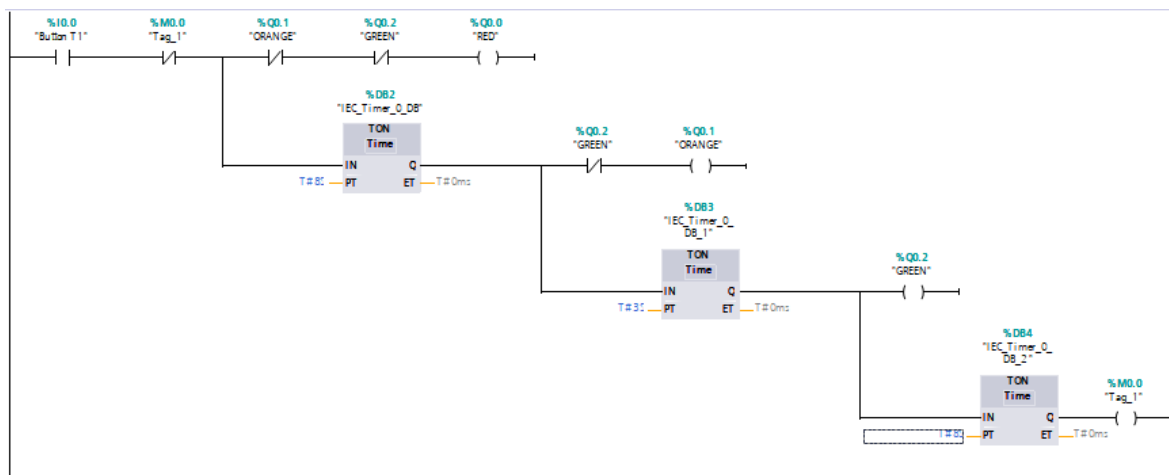 %I0.0 %M0.0 %Q0.1 %Q0.2 %Q0.0
"Button T1" "Tag_1" "ORANGE" "GREEN" "RED"
%DB2
"IEC_Timer_0_DB"
TON
Time
IN Q
PT ET T#0ms
%Q0.2 %Q0.1
"GREEN" "ORANGE"
%DB3
"IEC_Timer_0_
DB_1"
TON
Time
IN Q
PT ET T#0ms
%Q0.2
"GREEN"
%DB4
"IEC_Timer_0_
DB_2"
TON
Time
%M0.0
"Tag_1"
IN Q
PT ET T#0ms